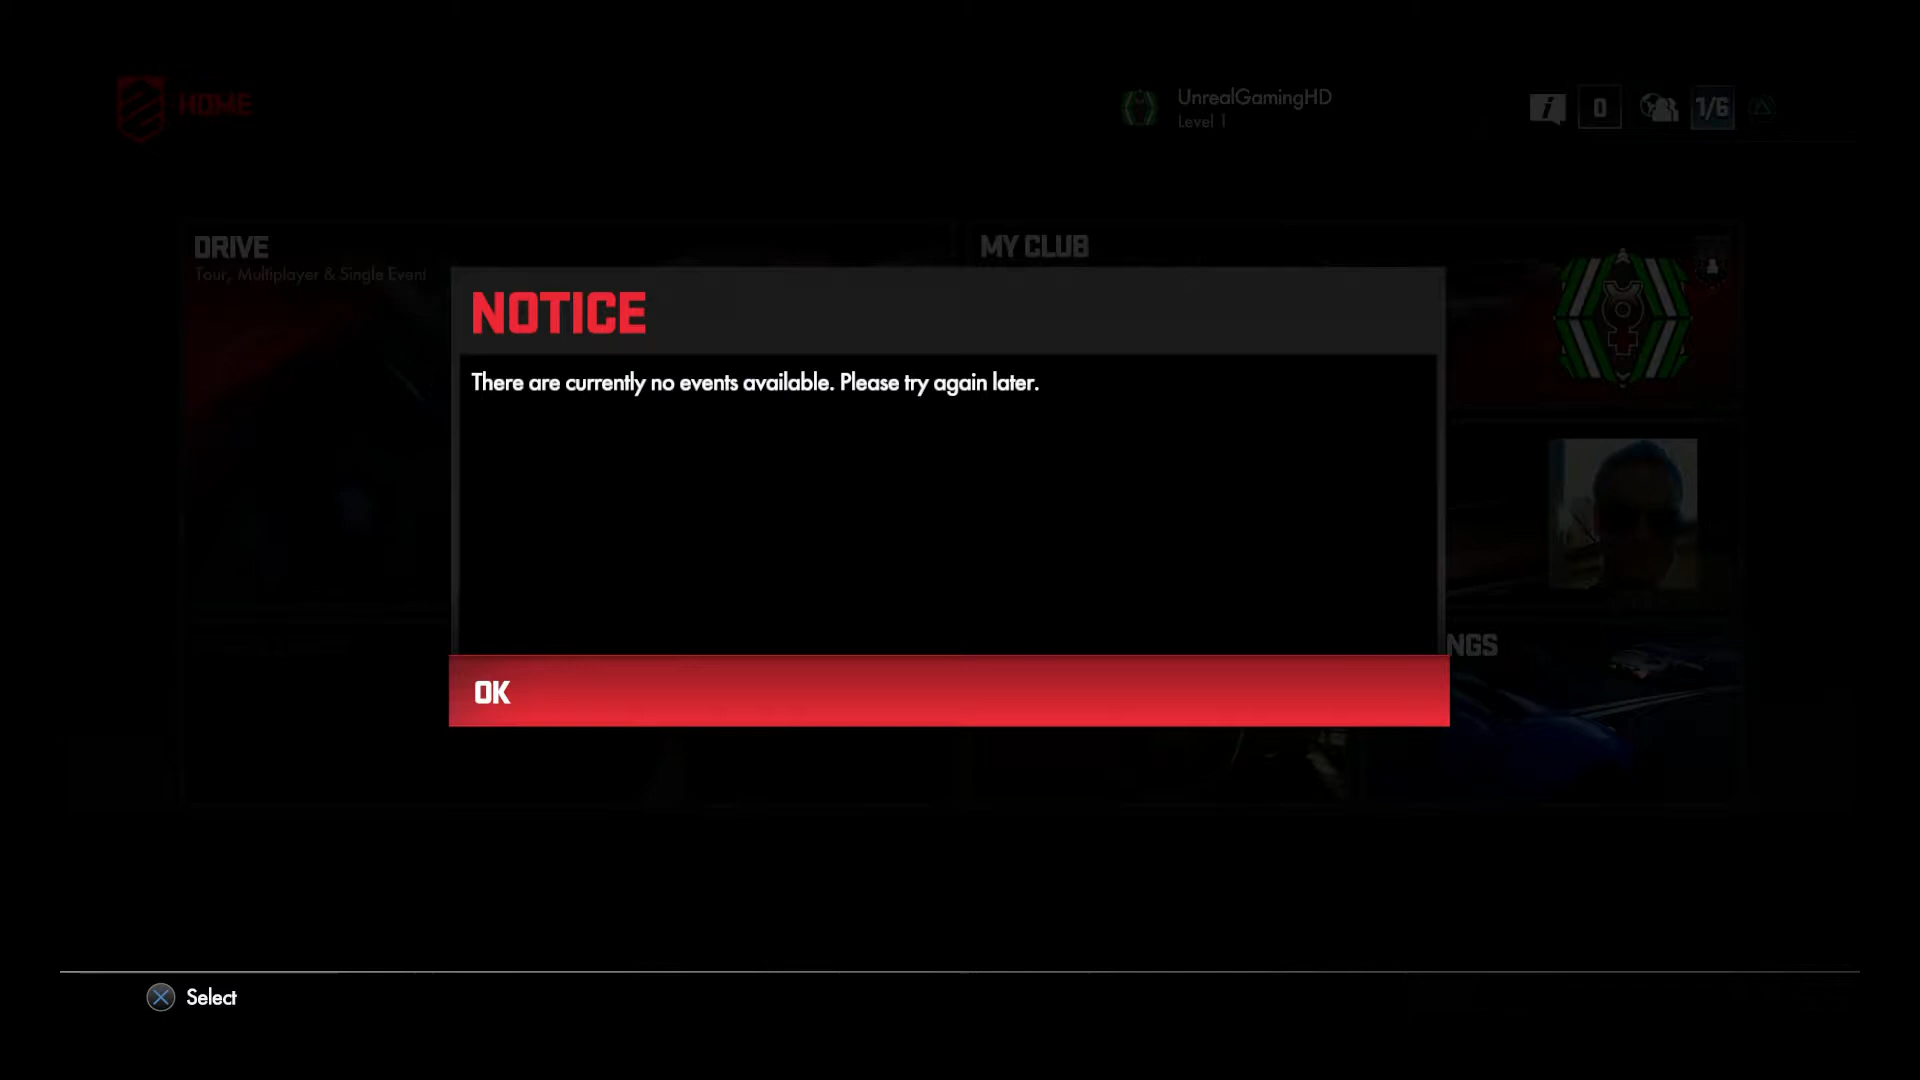 HOME
UnrealGamingHD
Level 1
0
1/6
DRIVE
Tour, Multiplayer & Single Event
MY CLUB
NOTICE
There are currently no events available. Please try again later.
NGS
OK
Select